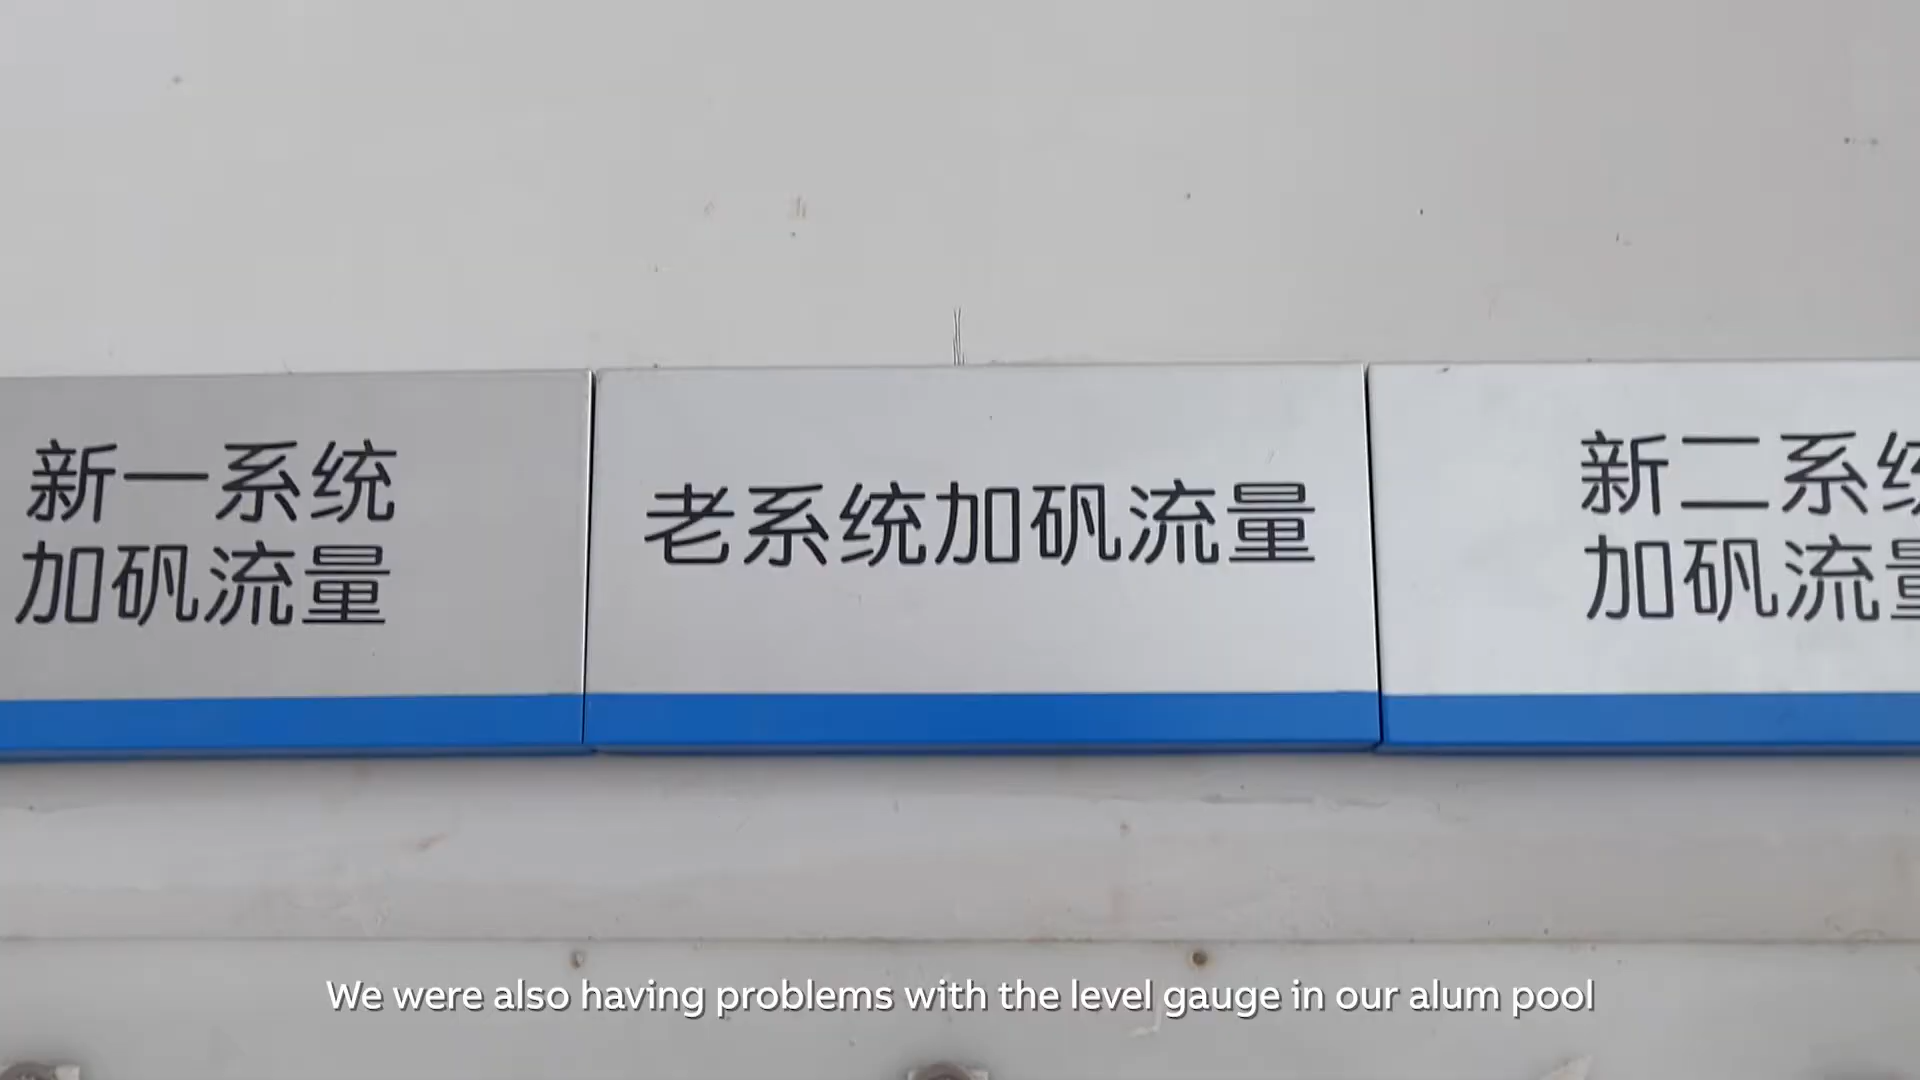 新一系统
加矾流量
老系统加矾流量
新二系
加矾流
We were also having problems with the level gauge in our alum pool